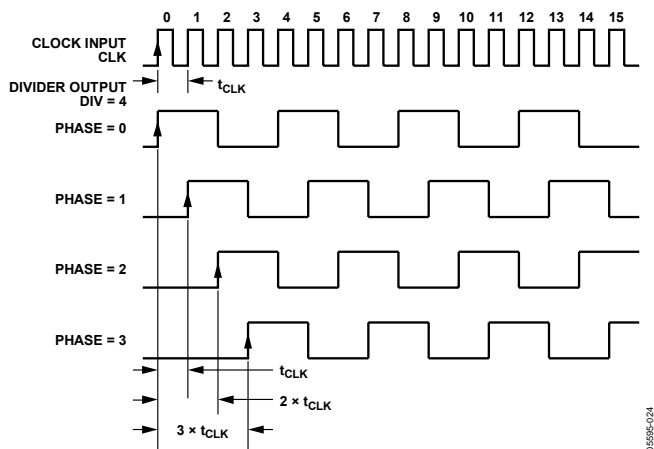 0 1 2 3 4 5 6 7 8 9 10 11 12 13 14 15
CLOCK INPUT
CLK
DIVIDER OUTPUT
DIV = 4
tCLK
PHASE = 0
PHASE = 1
PHASE = 2
PHASE = 3
tCLK
2 × tCLK
3 × tCLK
05595-024